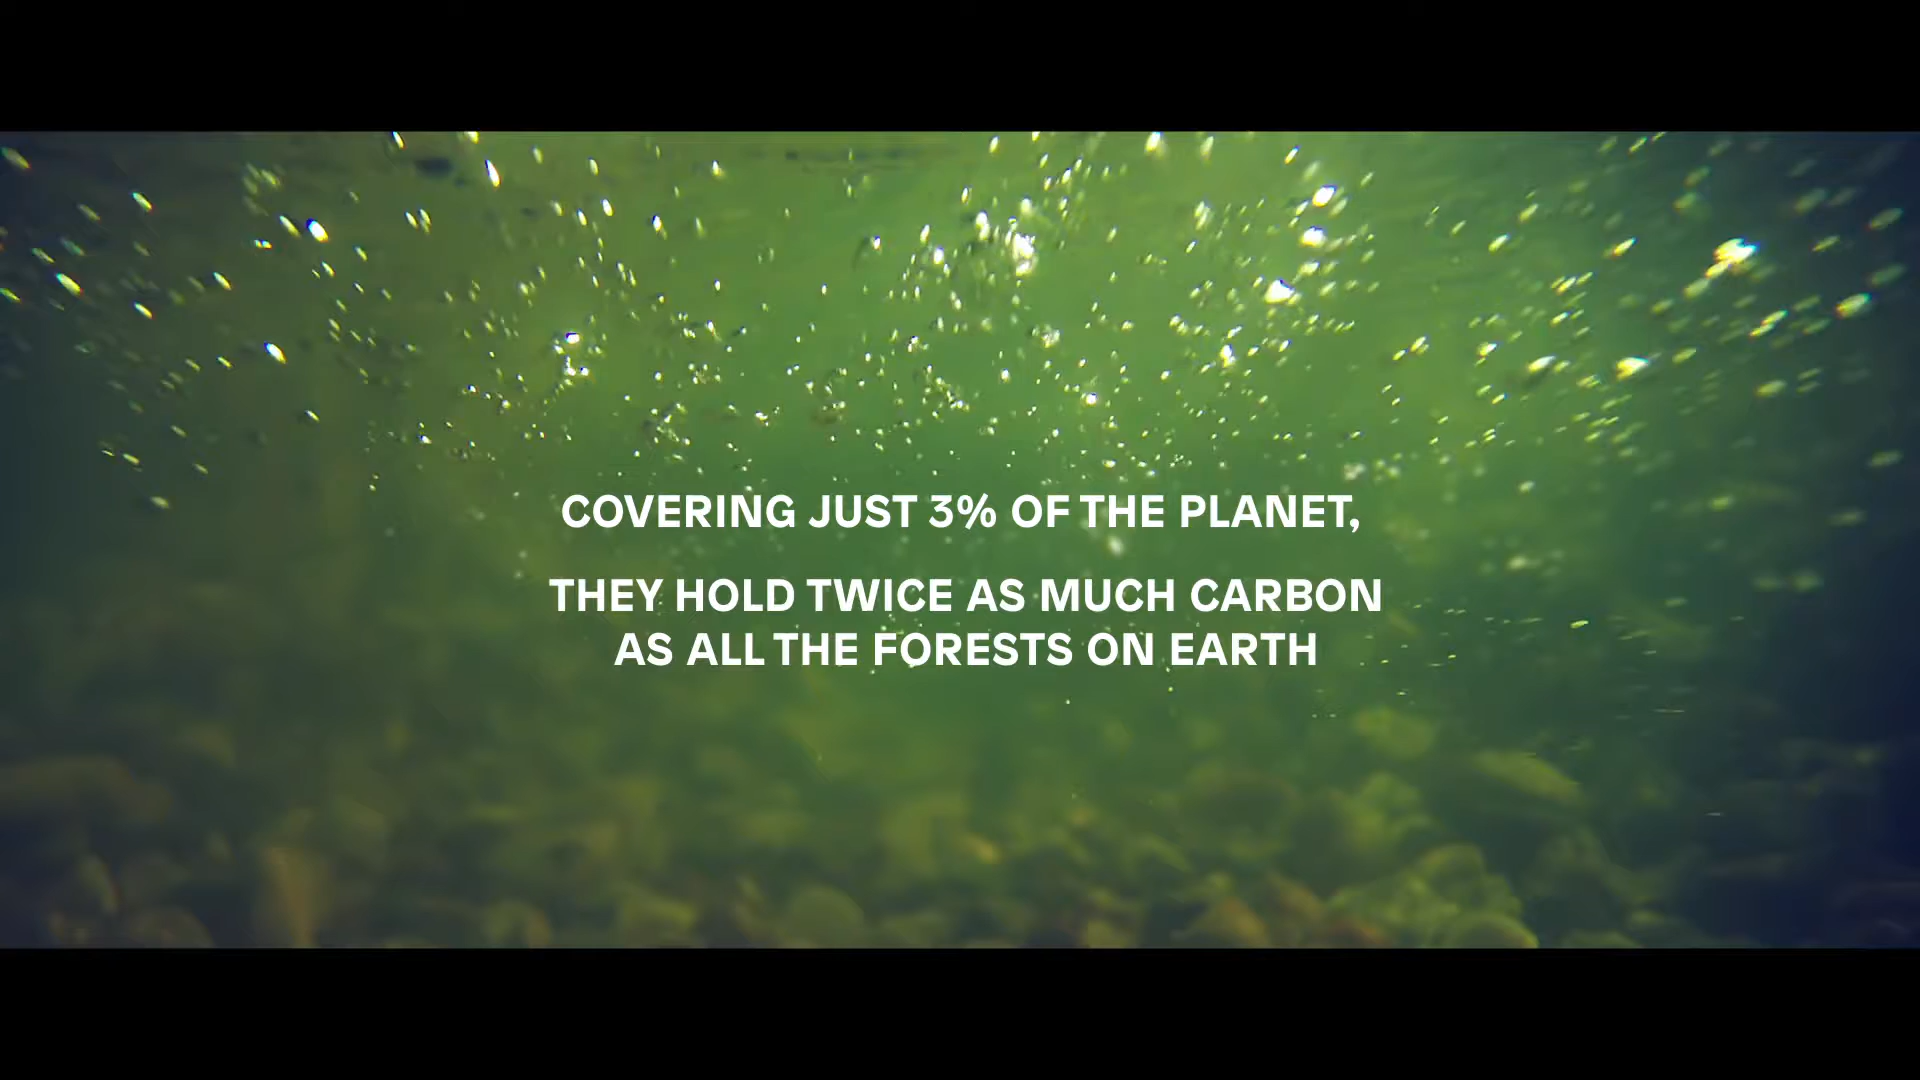 COVERING JUST 3% OF THE PLANET,
THEY HOLD TWICE AS MUCH CARBON
AS ALL THE FORESTS ON EARTH